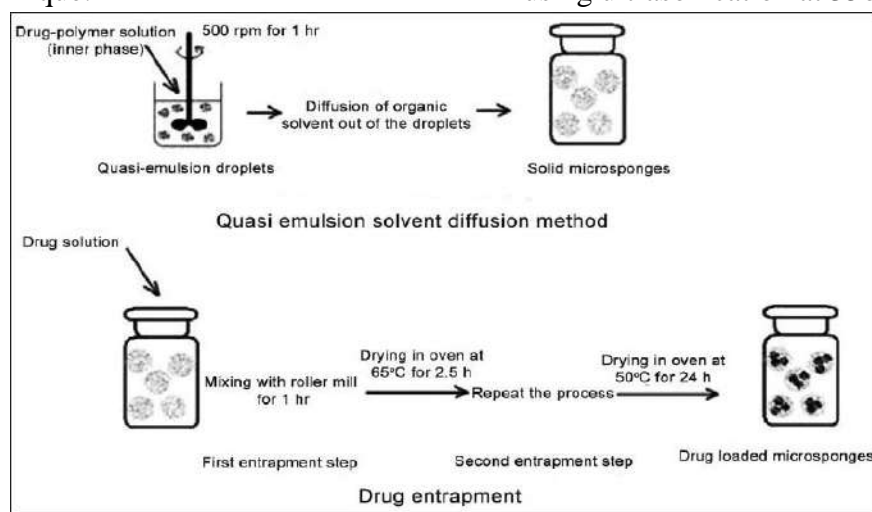 Drug-polymer solution
(inner phase)
500 rpm for 1 hr
Diffusion of organic
solvent out of the droplets
Quasi-emulsion droplets
Solid microsponges
Quasi emulsion solvent diffusion method
Drug solution
Mixing with roller mill
for 1 hr
Drying in oven at
65°C for 2.5 h
Repeat the process
Drying in oven at
50°C for 24 h
First entrapment step
Second entrapment step
Drug loaded microsponges
Drug entrapment